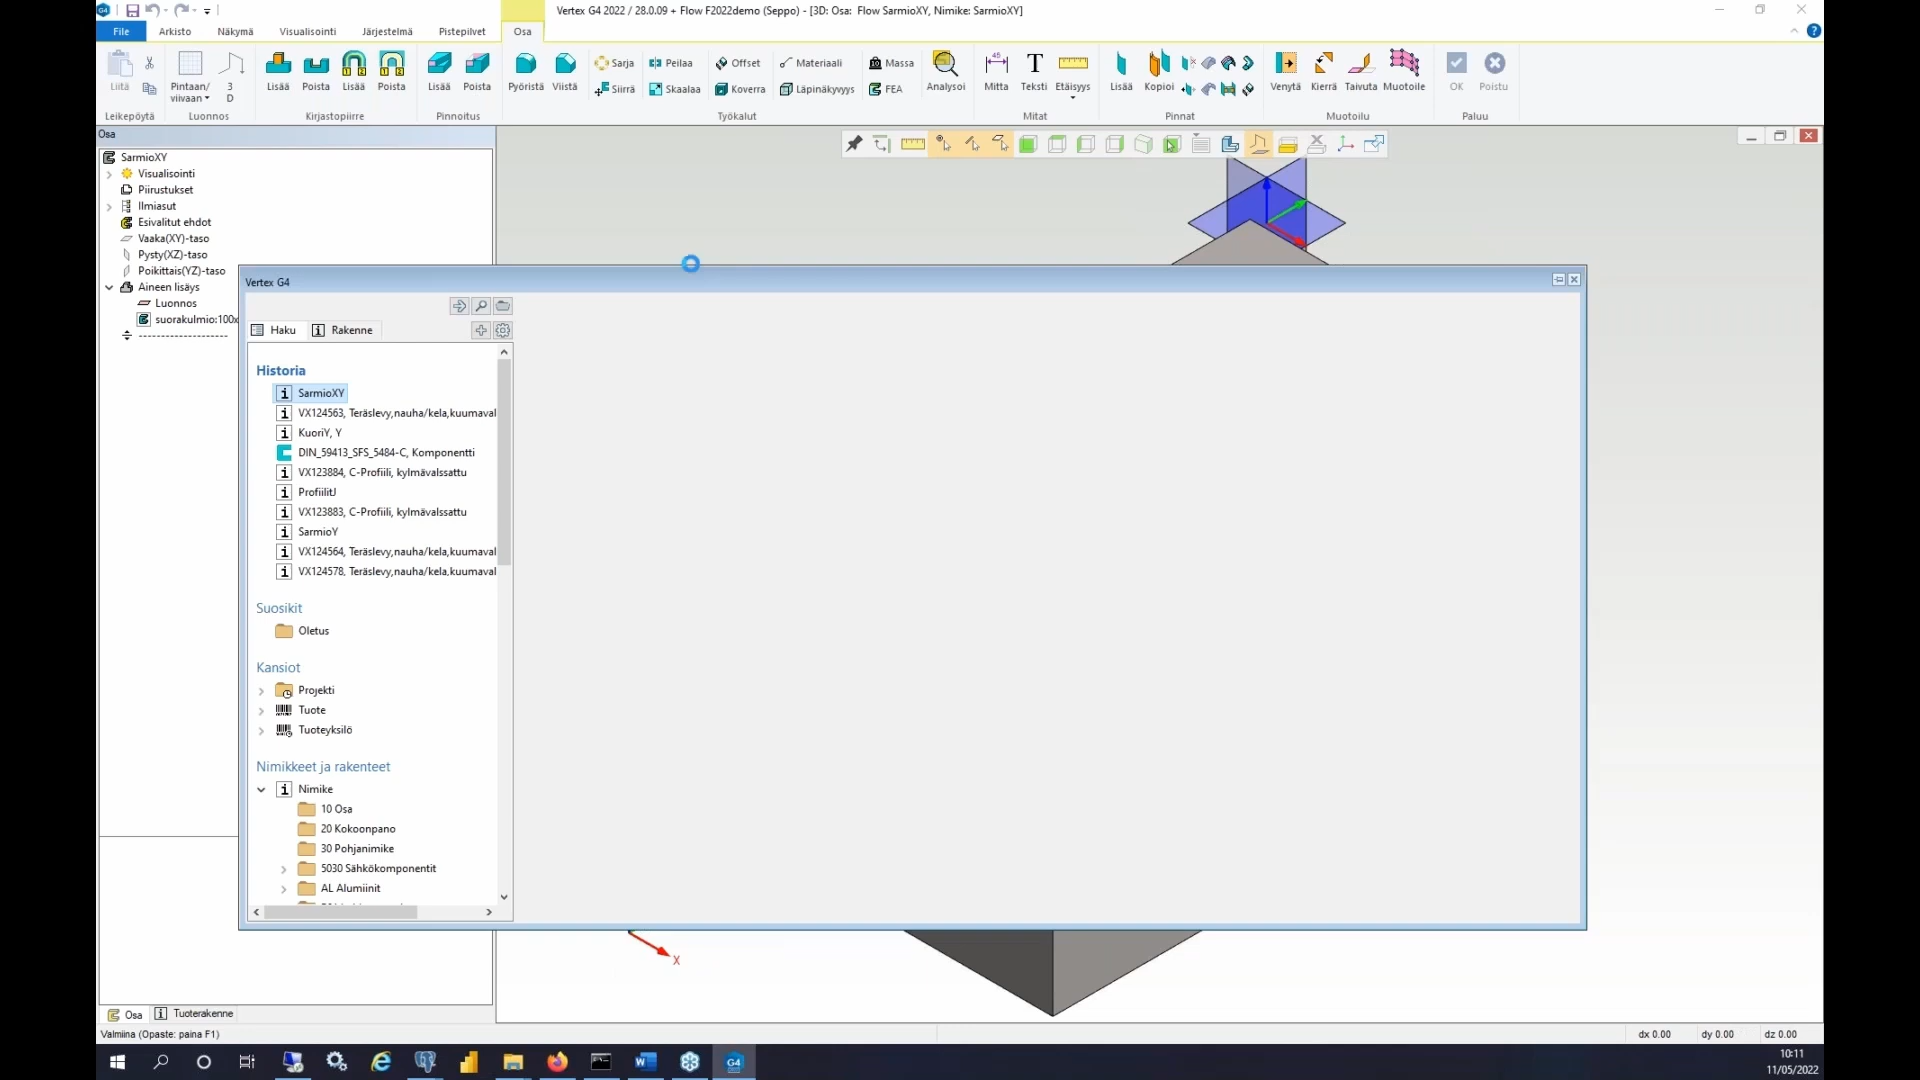 Vertex G4 2022 / 28.0.09 + Flow F2022demo (Seppo) - [3D: Osa: Flow SarmioXY, Nimike: SarmioXY]
File Arkisto Näkymä Visualisointi Järjestelmä Pistepilvet Osa
Sarja Peilaa Offset Materiaali Massa
Liitä Pintaan/ viivaan 3 D Lisää Poista Lisää Poista Lisää Poista Pyöristä Viistä Siirrä Skaalaa Koverra Läpinäkyvyys FEA Analysoi Mitta Teksti Etäisyys Lisää Kopioi Venytä Kierrä Taivuta Muotoile OK Poistu
Leikepöytä Luonnos Kirjastopiirre Pinnoitus Työkalut Mitat Pinnat Muotoilu Paluu
Osa
SarmioXY
Visualisointi
Piirustukset
Ilmiasut
Esivalitut ehdot
Vaaka(XY)-taso
Pysty(XZ)-taso
Poikittais(YZ)-taso
Aineen lisäys
Luonnos
suorakulmio:100x
Vertex G4
Haku Rakenne
Historia
SarmioXY
VX124563, Teräslevy,nauha/kela,kuumaval
KuoriY, Y
DIN_59413_SFS_5484-C, Komponentti
VX123884, C-Profiili, kylmävalssattu
ProfiilitJ
VX123883, C-Profiili, kylmävalssattu
SarmioY
VX124564, Teräslevy,nauha/kela,kuumaval
VX124578, Teräslevy,nauha/kela,kuumaval
Suosikit
Oletus
Kansiot
Projekti
Tuote
Tuoteyksilö
Nimikkeet ja rakenteet
Nimike
10 Osa
20 Kokoonpano
30 Pohjanimike
5030 Sähkökomponentit
AL Alumiinit
X
Osa Tuoterakenne
Valmiina (Opaste: paina F1) dx 0.00 dy 0.00 dz 0.00
10:11
11/05/2022